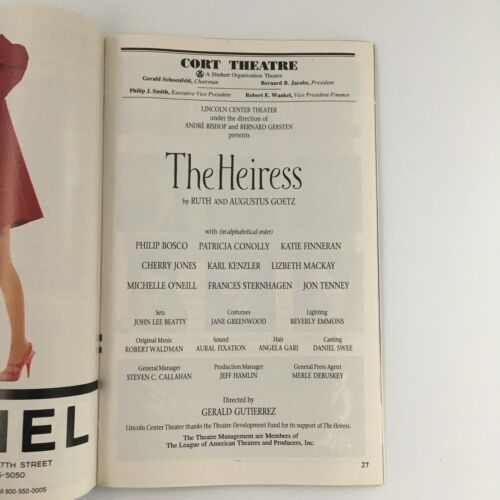 CORT THEATRE
A Shubert Organization Theatre
Gerald Schoenfeld, Chairman Bernard B. Jacobs, President
Philip J. Smith, Executive Vice President Robert E. Wankel, Vice President-Finance
LINCOLN CENTER THEATER
under the direction of
ANDRÉ BISHOP and BERNARD GERSTEN
presents
The Heiress
by RUTH AND AUGUSTUS GOETZ
with (in alphabetical order)
PHILIP BOSCO PATRICIA CONOLLY KATIE FINNERAN
CHERRY JONES KARL KENZLER LIZBETH MACKAY
MICHELLE O'NEILL FRANCES STERNHAGEN JON TENNEY
Sets Costumes Lighting
JOHN LEE BEATTY JANE GREENWOOD BEVERLY EMMONS
Original Music Sound Hair Casting
ROBERT WALDMAN AURAL FIXATION ANGELA GARI DANIEL SWEE
General Manager Production Manager General Press Agent
STEVEN C. CALLAHAN JEFF HAMLIN MERLE DEBUSKEY
Directed by
GERALD GUTIERREZ
Lincoln Center Theater thanks the Theatre Development Fund for its support of The Heiress.
The Theatre Management are Members of
The League of American Theatres and Producers, Inc.
27
NEL
7TH STREET
-5050
ll 800-550-0005